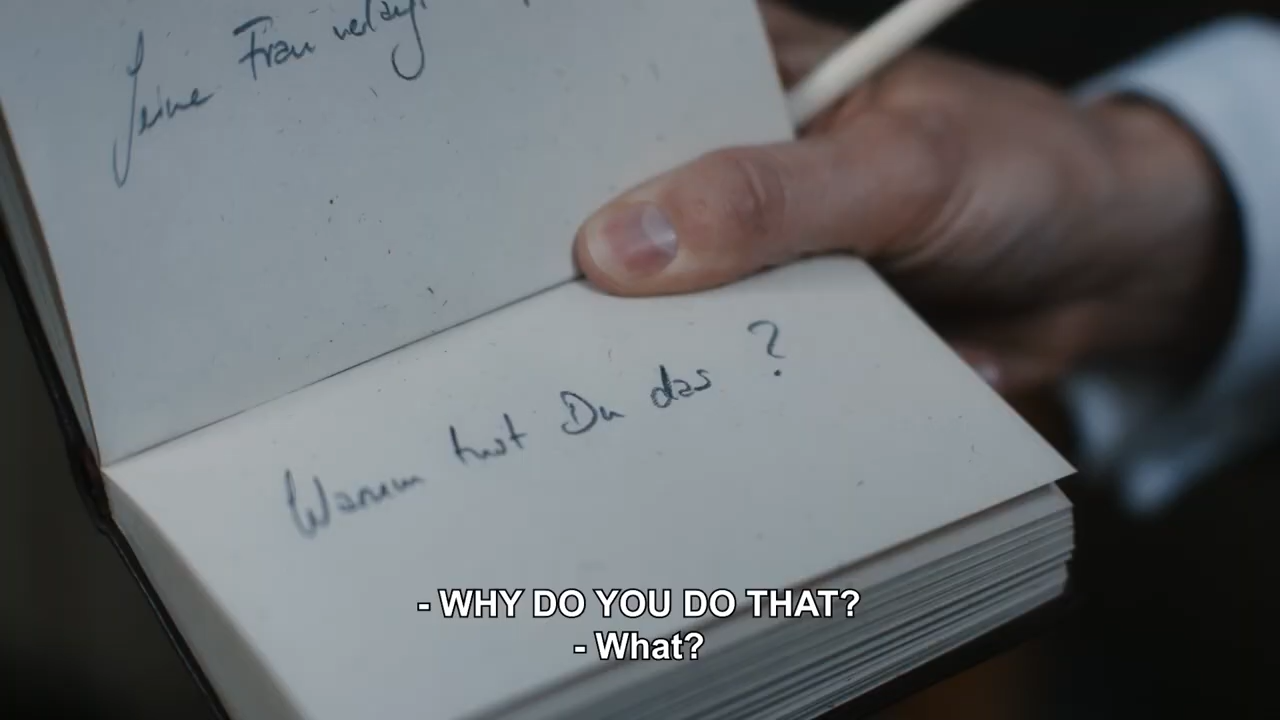 Seine Frau
Warum tust Du das ?
- WHY DO YOU DO THAT?
- What?